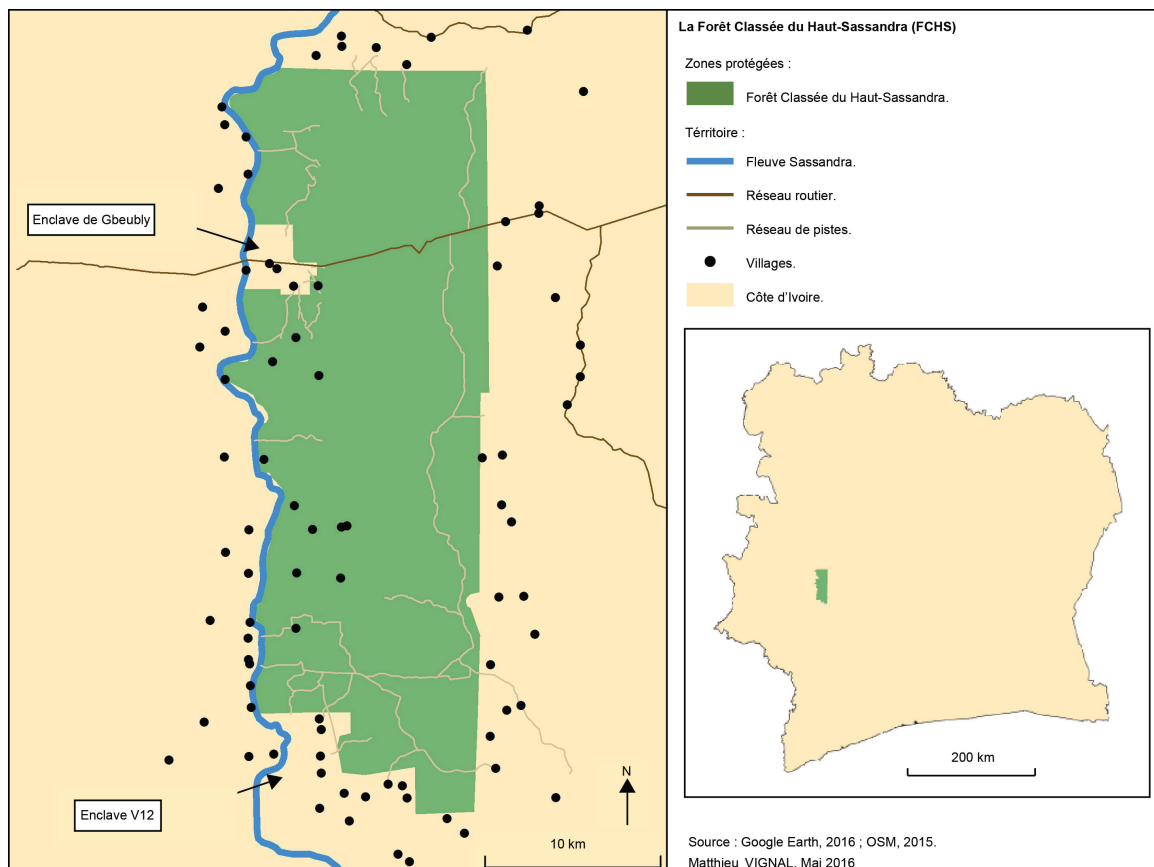 La Forêt Classée du Haut-Sassandra (FCHS)
Zones protégées :
Forêt Classée du Haut-Sassandra.
Térritoire :
Fleuve Sassandra.
Réseau routier.
Réseau de pistes.
Villages.
Côte d'Ivoire.
Enclave de Gbeubly
Enclave V12
N
10 km
200 km
Source : Google Earth, 2016 ; OSM, 2015.
Matthieu VIGNAL, Mai 2016